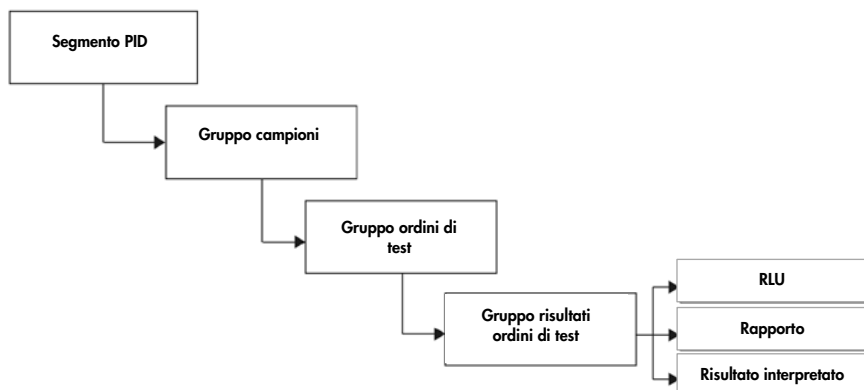 Segmento PID
Gruppo campioni
Gruppo ordini di
test
Gruppo risultati
ordini di test
RLU
Rapporto
Risultato interpretato